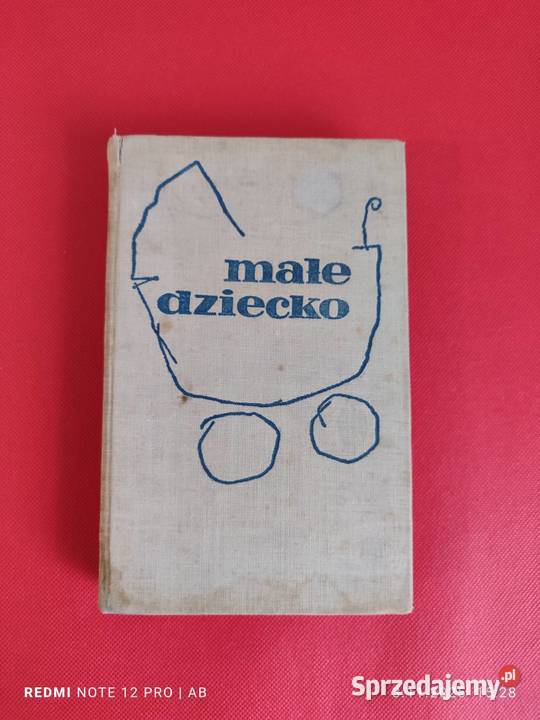 małe
dziecko
REDMI NOTE 12 PRO | AB
Sprzedajemy.pl